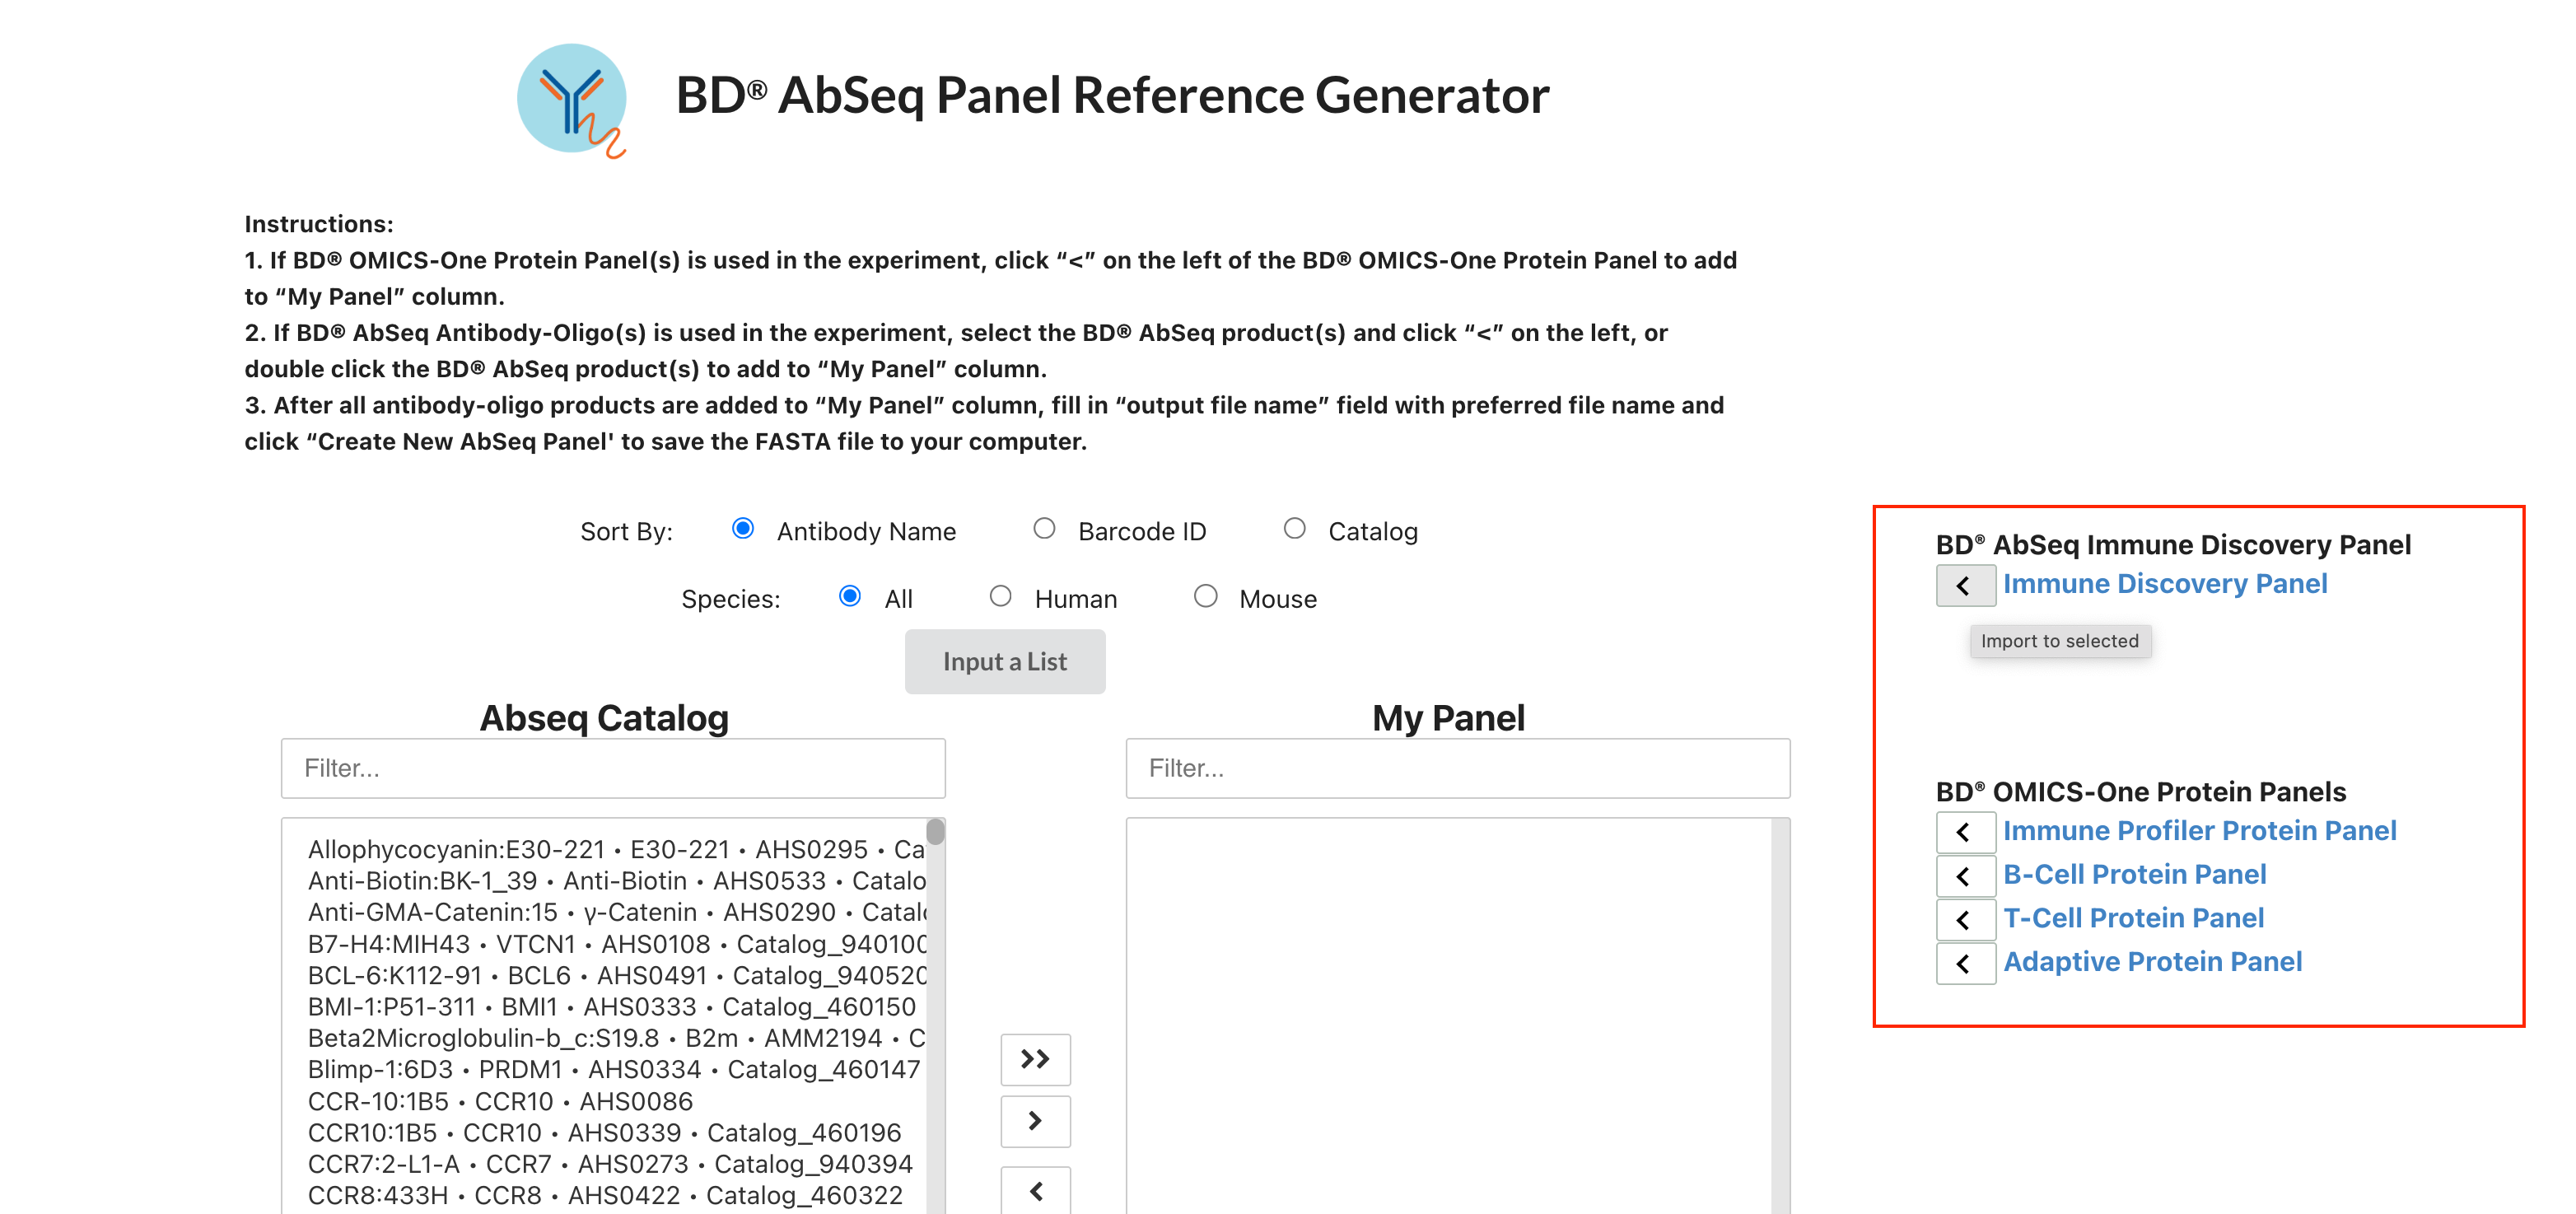 BD® AbSeq Panel Reference Generator
Instructions:
1. If BD® OMICS-One Protein Panel(s) is used in the experiment, click “<” on the left of the BD® OMICS-One Protein Panel to add
to “My Panel” column.
2. If BD® AbSeq Antibody-Oligo(s) is used in the experiment, select the BD® AbSeq product(s) and click “<” on the left, or
double click the BD® AbSeq product(s) to add to “My Panel” column.
3. After all antibody-oligo products are added to “My Panel” column, fill in “output file name” field with preferred file name and
click “Create New AbSeq Panel' to save the FASTA file to your computer.
Sort By: Antibody Name Barcode ID Catalog
Species: All Human Mouse
Input a List
Abseq Catalog
Filter...
Allophycocyanin:E30-221 • E30-221 • AHS0295 • Ca
Anti-Biotin:BK-1_39 • Anti-Biotin • AHS0533 • Catalo
Anti-GMA-Catenin:15 • γ-Catenin • AHS0290 • Catal
B7-H4:MIH43 • VTCN1 • AHS0108 • Catalog_940100
BCL-6:K112-91 • BCL6 • AHS0491 • Catalog_940520
BMI-1:P51-311 • BMI1 • AHS0333 • Catalog_460150
Beta2Microglobulin-b_c:S19.8 • B2m • AMM2194 • C
Blimp-1:6D3 • PRDM1 • AHS0334 • Catalog_460147
CCR-10:1B5 • CCR10 • AHS0086
CCR10:1B5 • CCR10 • AHS0339 • Catalog_460196
CCR7:2-L1-A • CCR7 • AHS0273 • Catalog_940394
CCR8:433H • CCR8 • AHS0422 • Catalog_460322
>>
>
<
My Panel
Filter...
BD® AbSeq Immune Discovery Panel
< Immune Discovery Panel
Import to selected
BD® OMICS-One Protein Panels
< Immune Profiler Protein Panel
< B-Cell Protein Panel
< T-Cell Protein Panel
< Adaptive Protein Panel